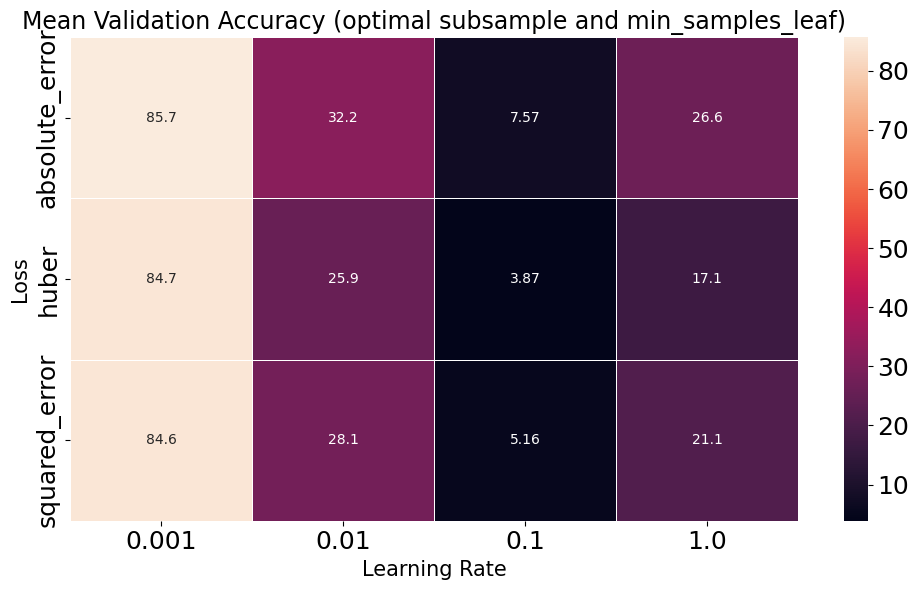 Mean Validation Accuracy (optimal subsample and min_samples_leaf)
absolute_error
huber
squared_error
Loss
85.7 32.2 7.57 26.6
84.7 25.9 3.87 17.1
84.6 28.1 5.16 21.1
0.001 0.01 0.1 1.0
Learning Rate
80
70
60
50
40
30
20
10